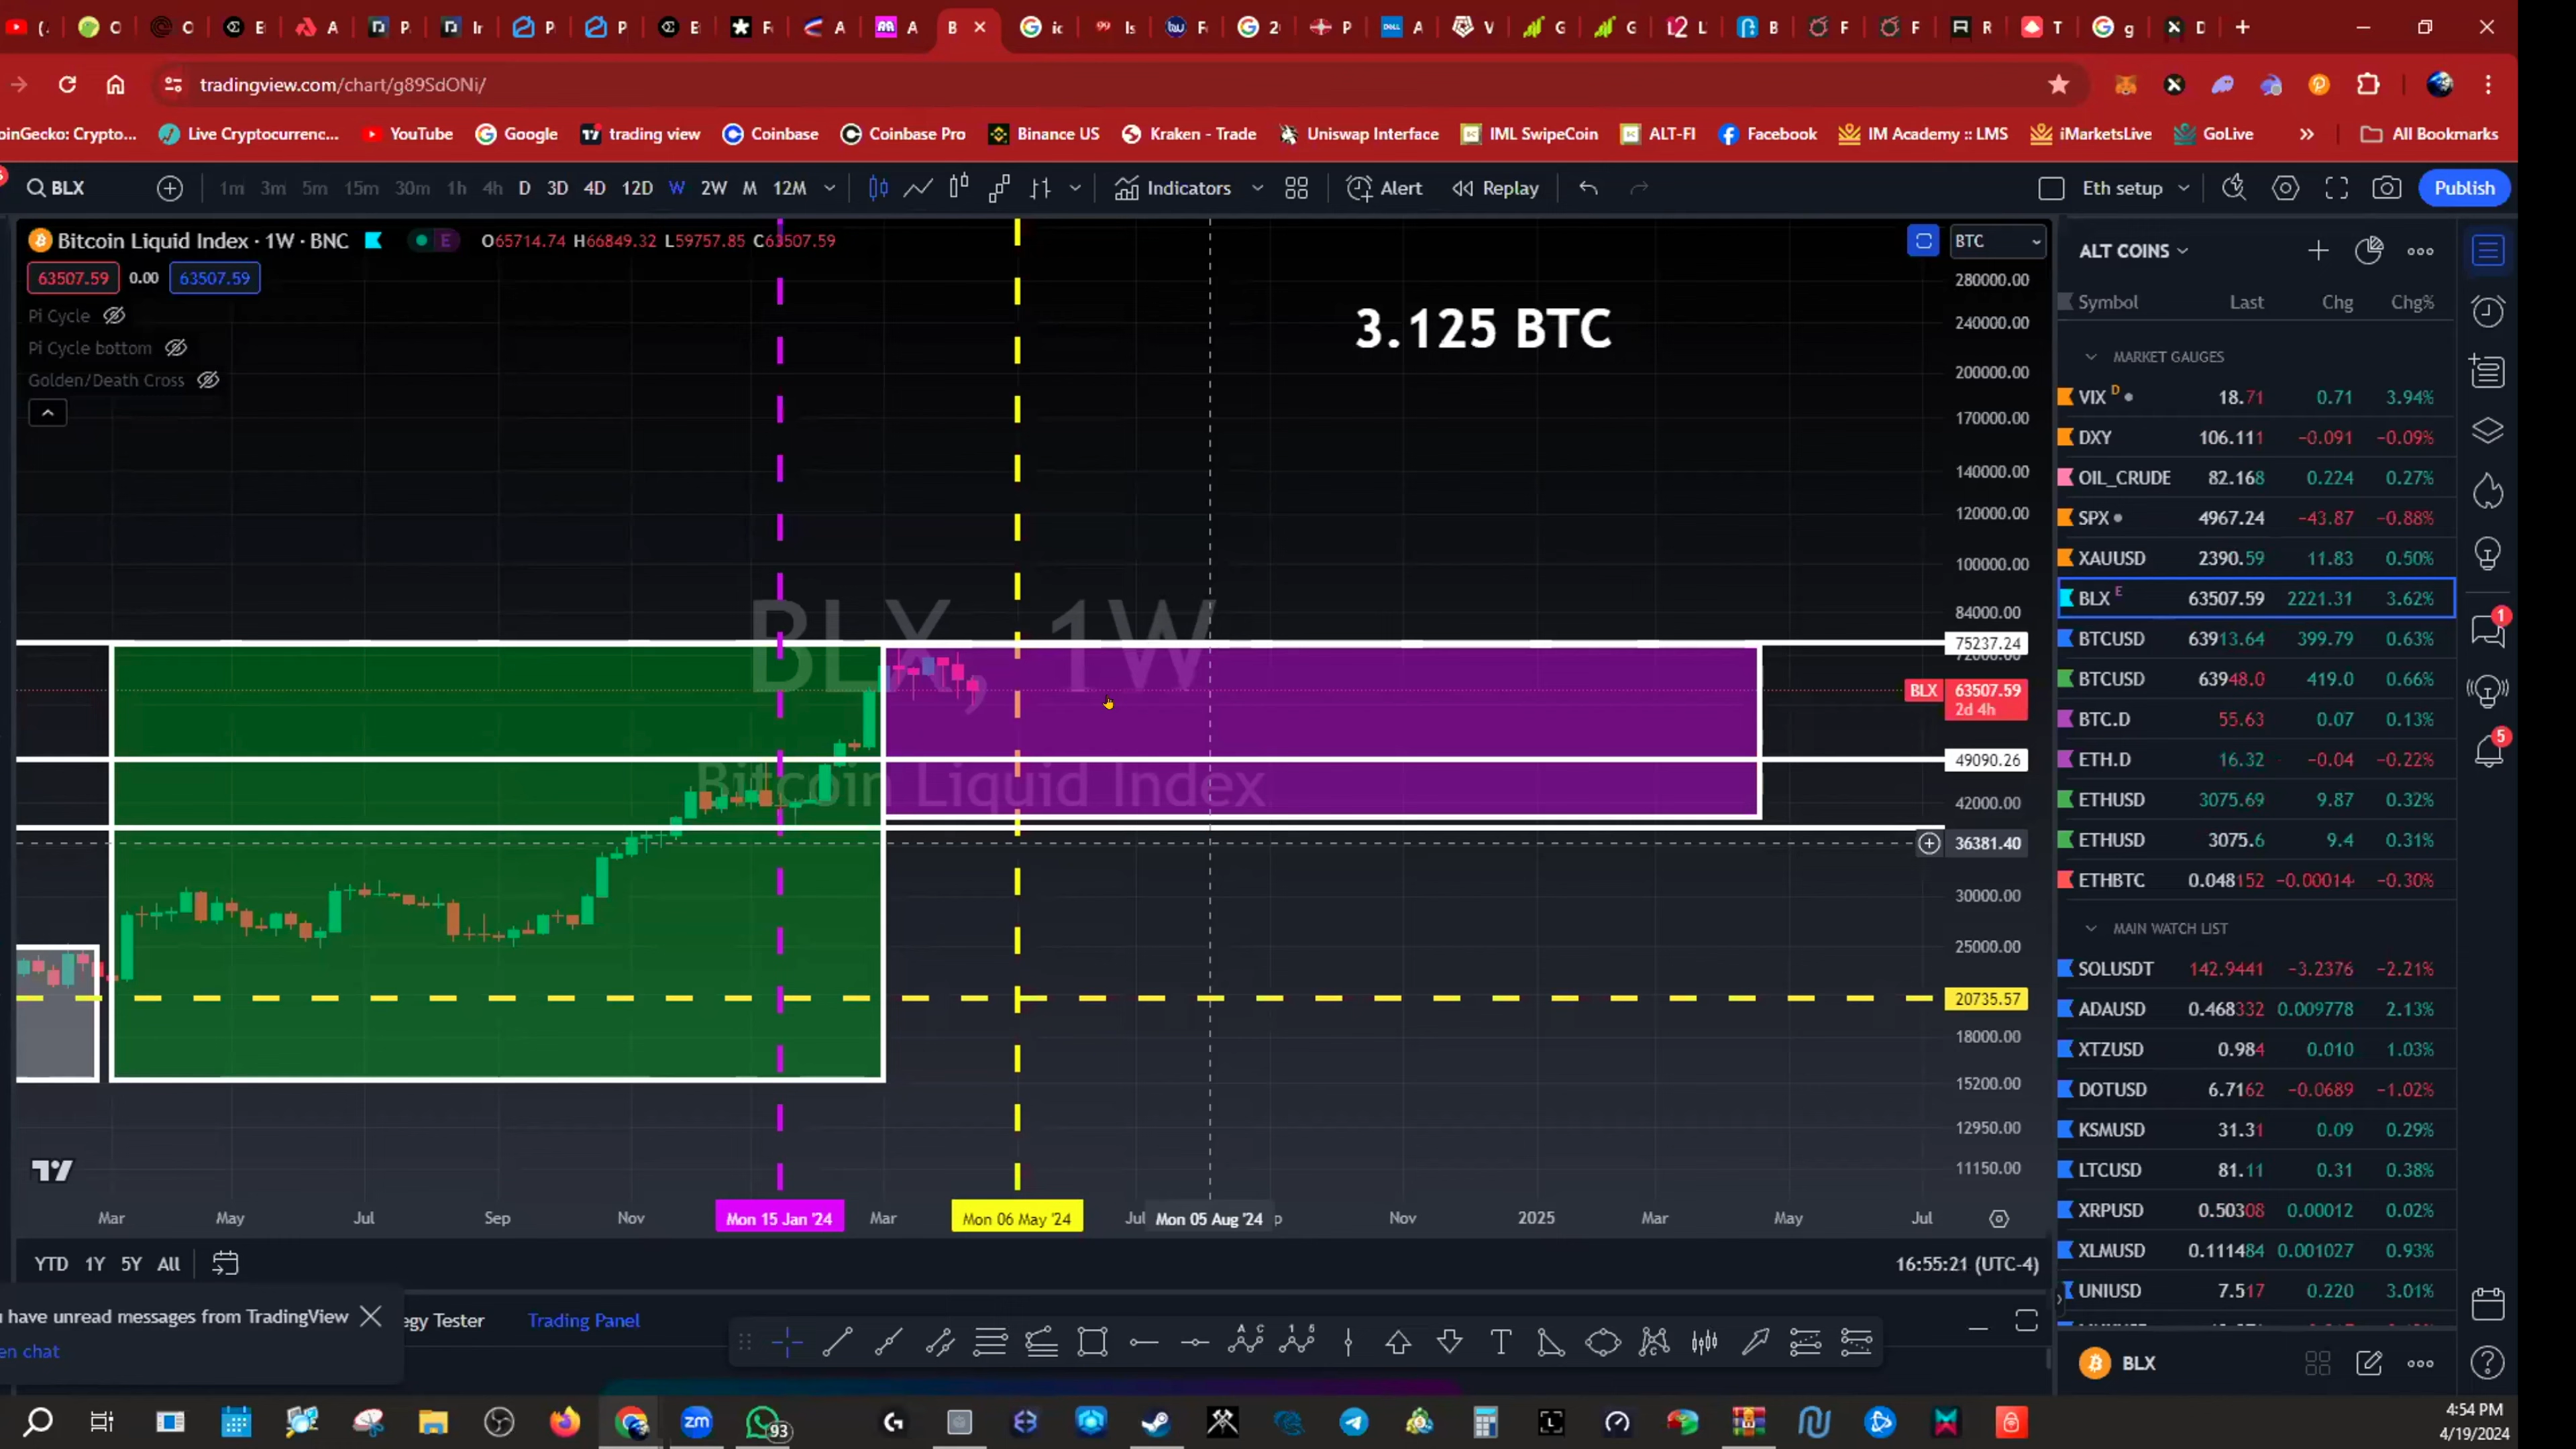 tradingview.com/chart/g89SdONi/
oinGecko: Crypto... Live Cryptocurrenc... YouTube Google trading view Coinbase Coinbase Pro Binance US Kraken - Trade Uniswap Interface IML SwipeCoin ALT-FI Facebook IM Academy :: LMS iMarketsLive GoLive » All Bookmarks
BLX 1m 3m 5m 15m 30m 1h 4h D 3D 4D 12D W 2W M 12M Indicators Alert Replay Eth setup Publish
Bitcoin Liquid Index · 1W · BNC E O65714.74 H66849.32 L59757.85 C63507.59
BTC
63507.59 0.00 63507.59
Pi Cycle
Pi Cycle bottom
Golden/Death Cross
3.125 BTC
BLX, 1W
Bitcoin Liquid Index
280000.00
240000.00
200000.00
170000.00
140000.00
120000.00
100000.00
84000.00
75237.24
72000.00
BLX 63507.59
2d 4h
49090.26
42000.00
36381.40
30000.00
25000.00
20735.57
18000.00
15200.00
12950.00
11150.00
Mar May Jul Sep Nov Mon 15 Jan '24 Mar Mon 06 May '24 Jul Mon 05 Aug '24 p Nov 2025 Mar May Jul
YTD 1Y 5Y All
16:55:21 (UTC-4)
have unread messages from TradingView
en chat
egy Tester Trading Panel
ALT COINS
Symbol Last Chg Chg%
MARKET GAUGES
VIX D 18.71 0.71 3.94%
DXY 106.111 −0.091 −0.09%
OIL_CRUDE 82.168 0.224 0.27%
SPX 4967.24 −43.87 −0.88%
XAUUSD 2390.59 11.83 0.50%
BLX E 63507.59 2221.31 3.62%
BTCUSD 63913.64 399.79 0.63%
BTCUSD 63948.0 419.0 0.66%
BTC.D 55.63 0.07 0.13%
ETH.D 16.32 −0.04 −0.22%
ETHUSD 3075.69 9.87 0.32%
ETHUSD 3075.6 9.4 0.31%
ETHBTC 0.048152 −0.00014 −0.30%
MAIN WATCH LIST
SOLUSDT 142.9441 −3.2376 −2.21%
ADAUSD 0.468332 0.009778 2.13%
XTZUSD 0.984 0.010 1.03%
DOTUSD 6.7162 −0.0689 −1.02%
KSMUSD 31.31 0.09 0.29%
LTCUSD 81.11 0.31 0.38%
XRPUSD 0.50308 0.00012 0.02%
XLMUSD 0.111484 0.001027 0.93%
UNIUSD 7.517 0.220 3.01%
BLX
1
5
93
4:54 PM
4/19/2024